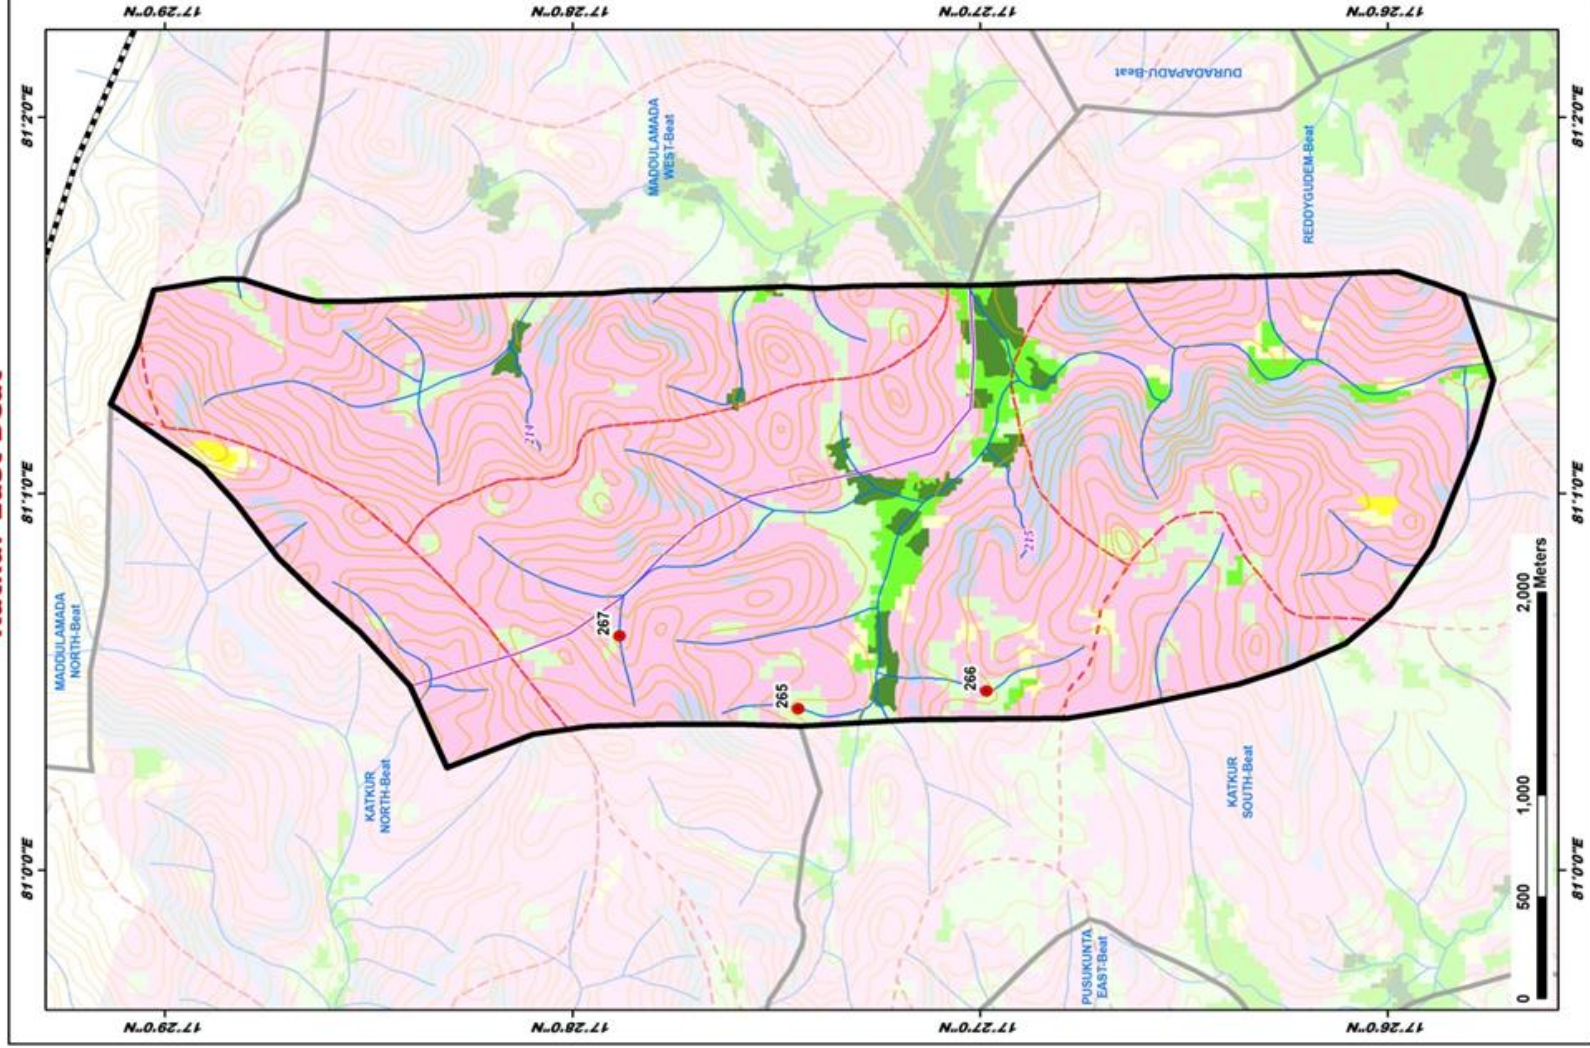 17°29'0"N
17°28'0"N
17°27'0"N
17°26'0"N
81°2'0"E
81°2'0"E
DURADAPADU-Beat
MADDULAMADA
WEST-Beat
REDDYGUDEM-Beat
214
81°1'0"E
81°1'0"E
215
MADDULAMADA
NORTH-Beat
267
265
266
KATKUR
NORTH-Beat
KATKUR
SOUTH-Beat
81°0'0"E
81°0'0"E
PUSUKUNTA
EAST-Beat
0 500 1,000 2,000
Meters
17°29'0"N
17°28'0"N
17°27'0"N
17°26'0"N